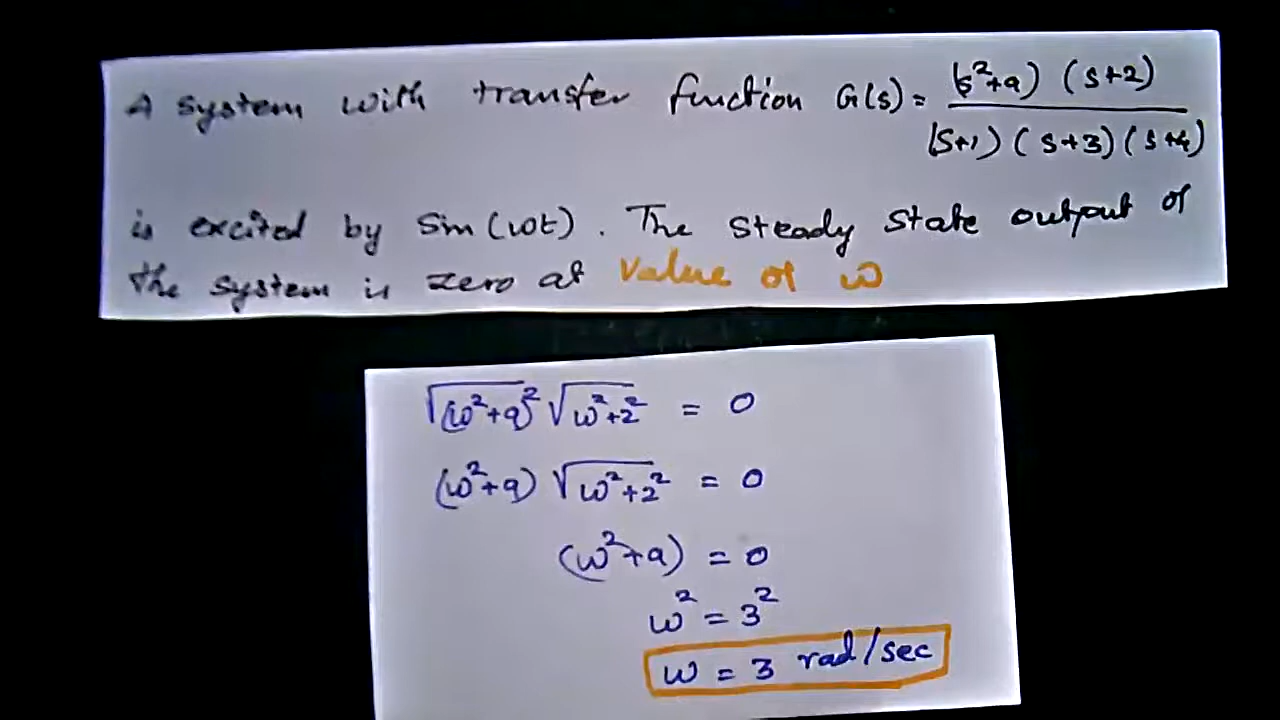 A system with transfer function G(s) = (s²+9) (s+2) / (s+1) (s+3) (s+4)
is excited by Sin (ωt) . The steady state output of
the system is zero at value of ω
√(ω²+9)² √ω²+2² = 0
(ω²+9) √ω²+2² = 0
(ω²+9) = 0
ω² = 3²
ω = 3 rad/sec